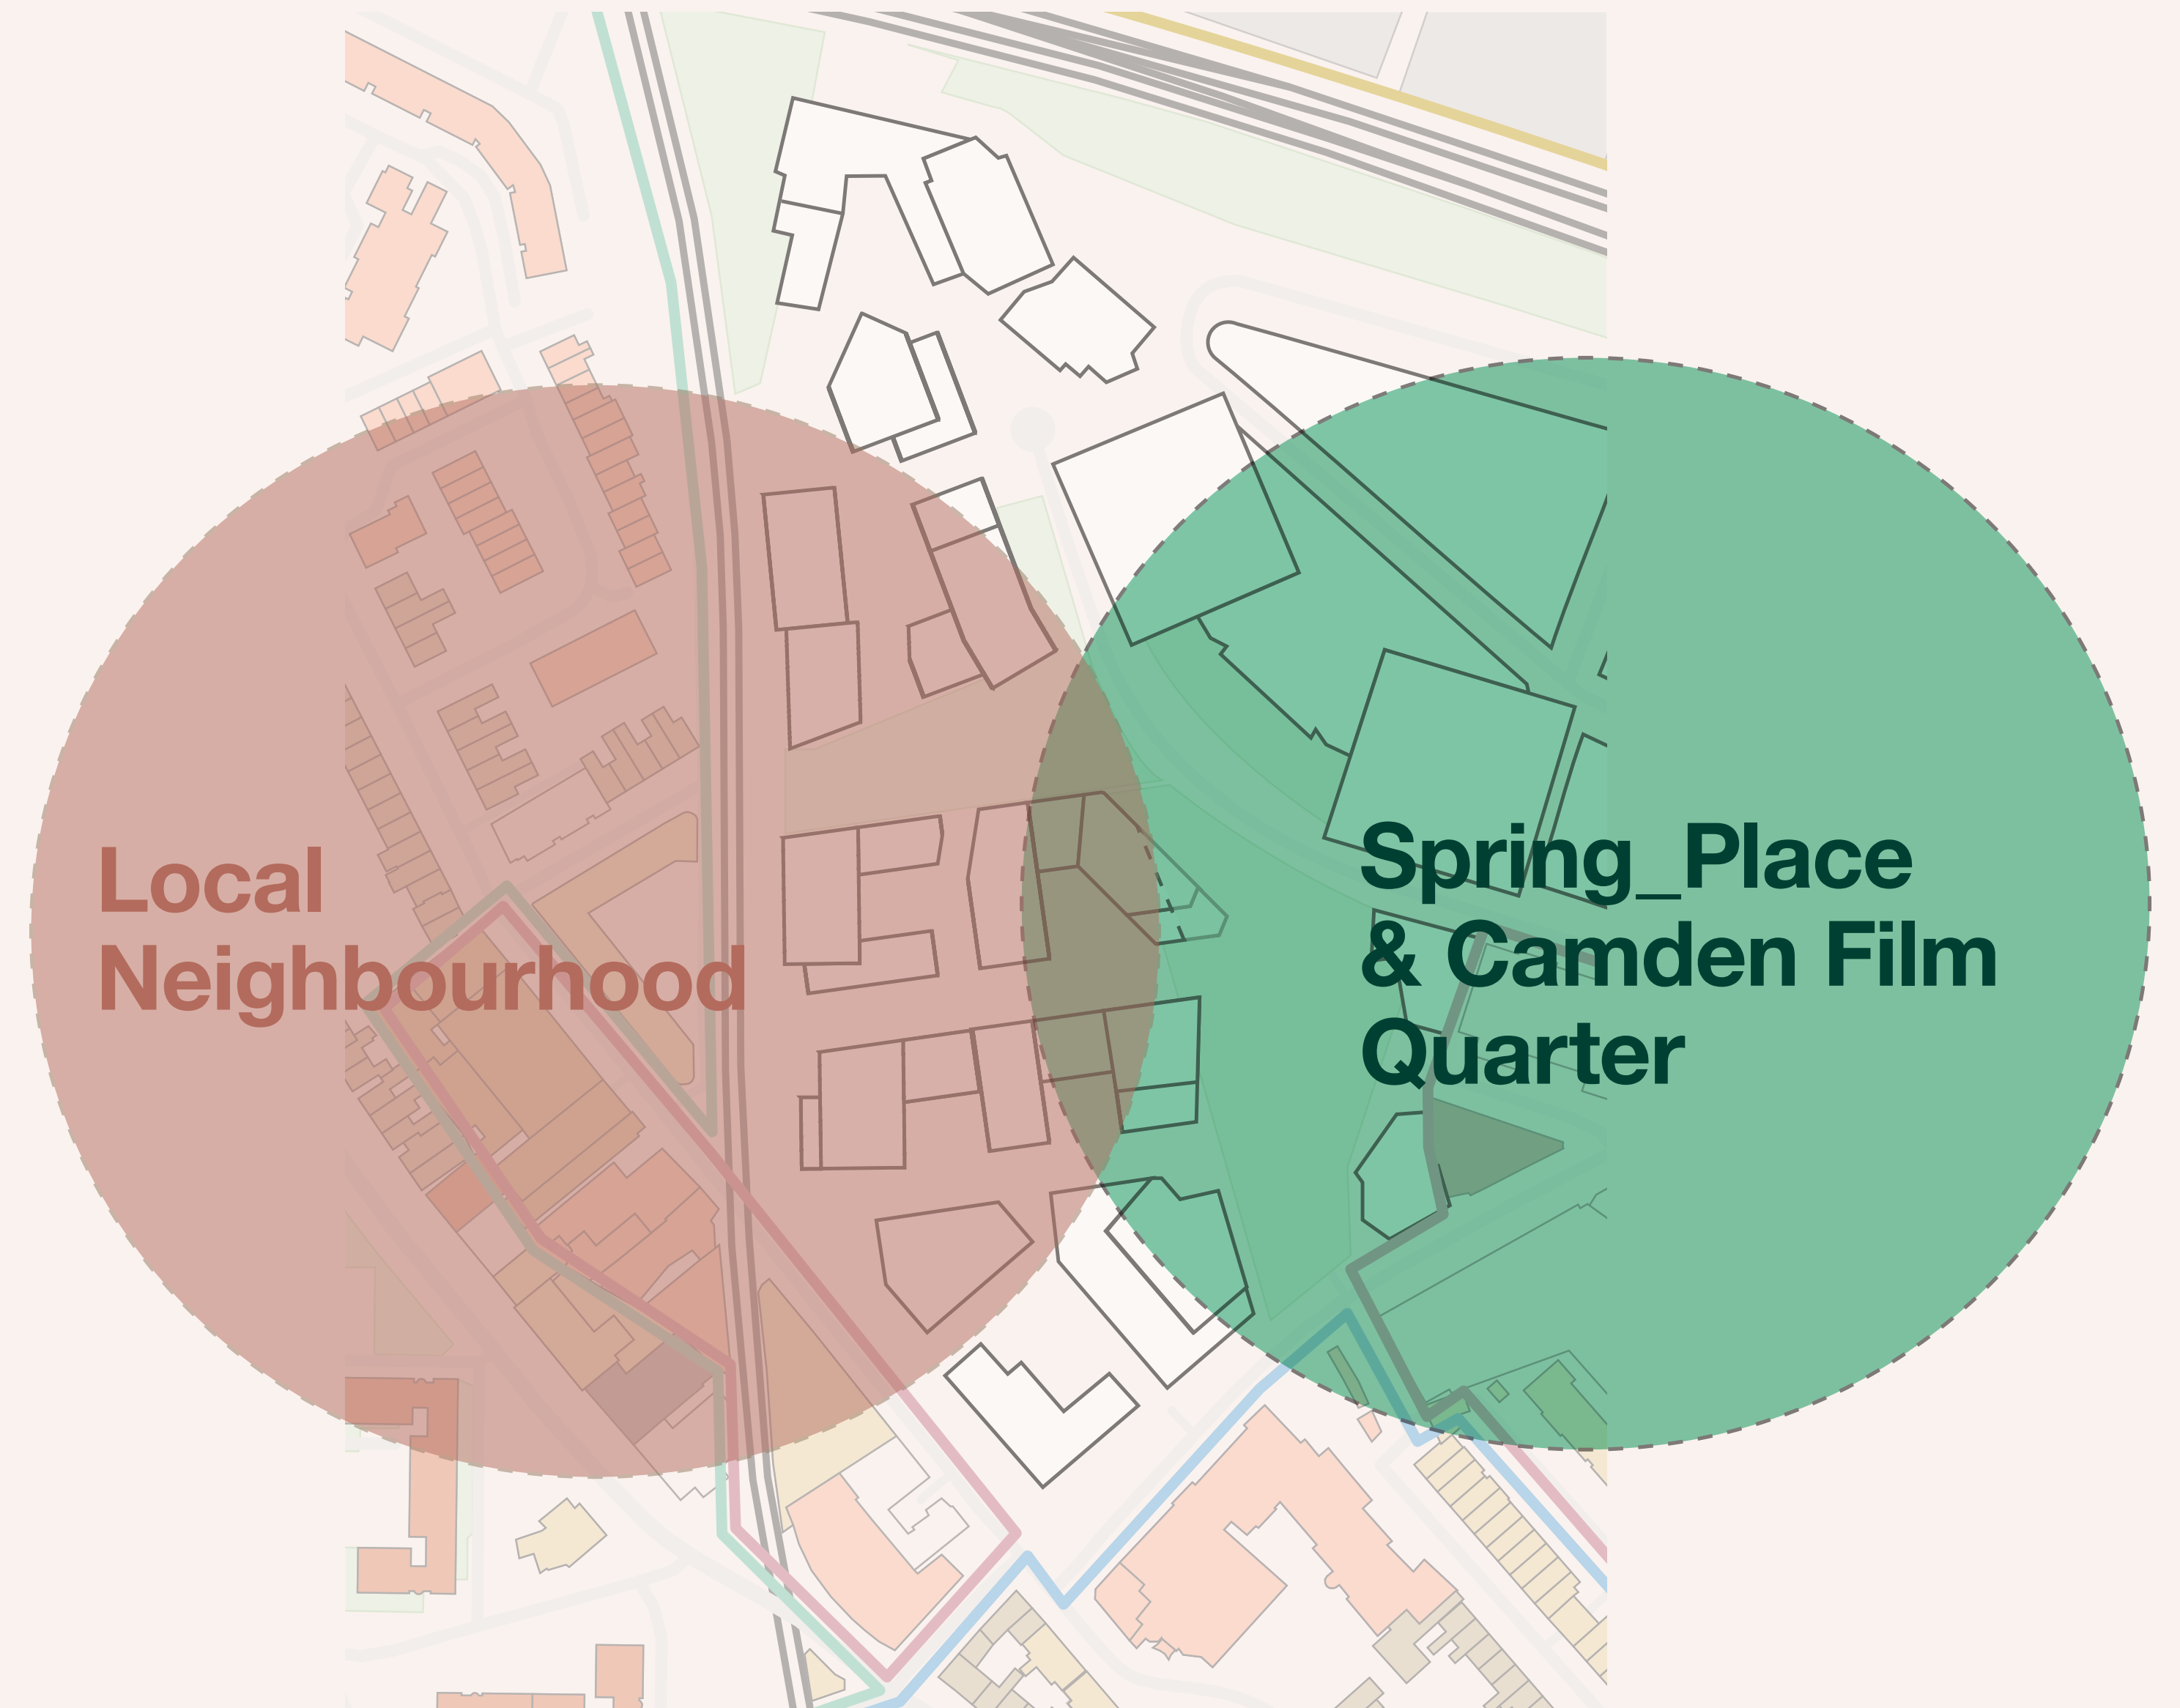 Local
Neighbourhood
Spring_Place
& Camden Film
Quarter